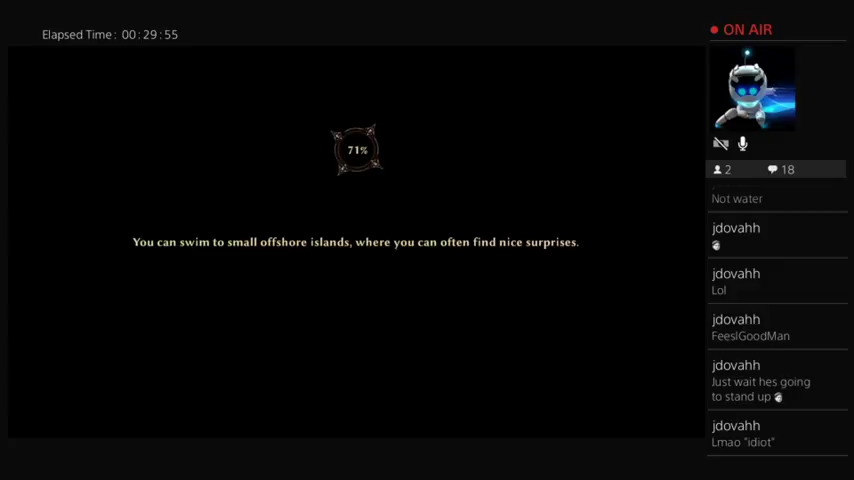 Elapsed Time: 00:29:55
ON AIR
71%
You can swim to small offshore islands, where you can often find nice surprises.
2
18
Not water
jdovahh
jdovahh
Lol
jdovahh
FeeslGoodMan
jdovahh
Just wait hes going
to stand up
jdovahh
Lmao "idiot"